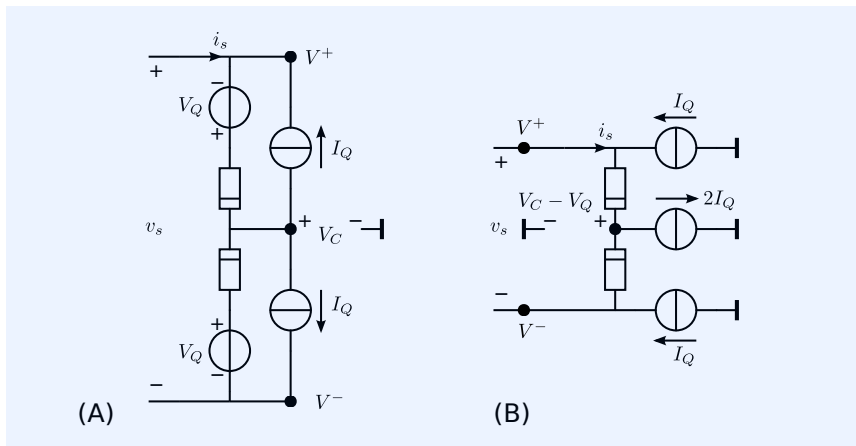 i_s
+
V^+
−
V_Q
+
I_Q
v_s
+ V_C −
+
V_Q
−
I_Q
−
V^−
(A)
I_Q
V^+
i_s
+
V_C − V_Q
2I_Q
v_s
−
+
−
V^−
I_Q
(B)